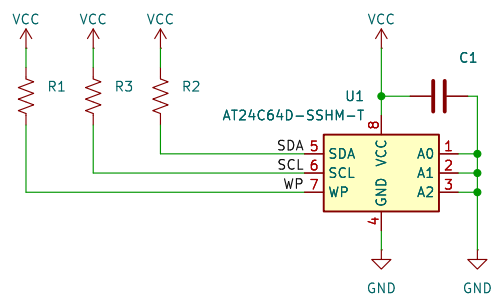 VCC VCC VCC VCC
C1
R1 R3 R2
U1
AT24C64D-SSHM-T
8
SDA 5 SDA VCC A0 1
SCL 6 SCL A1 2
WP 7 WP GND A2 3
4
GND GND